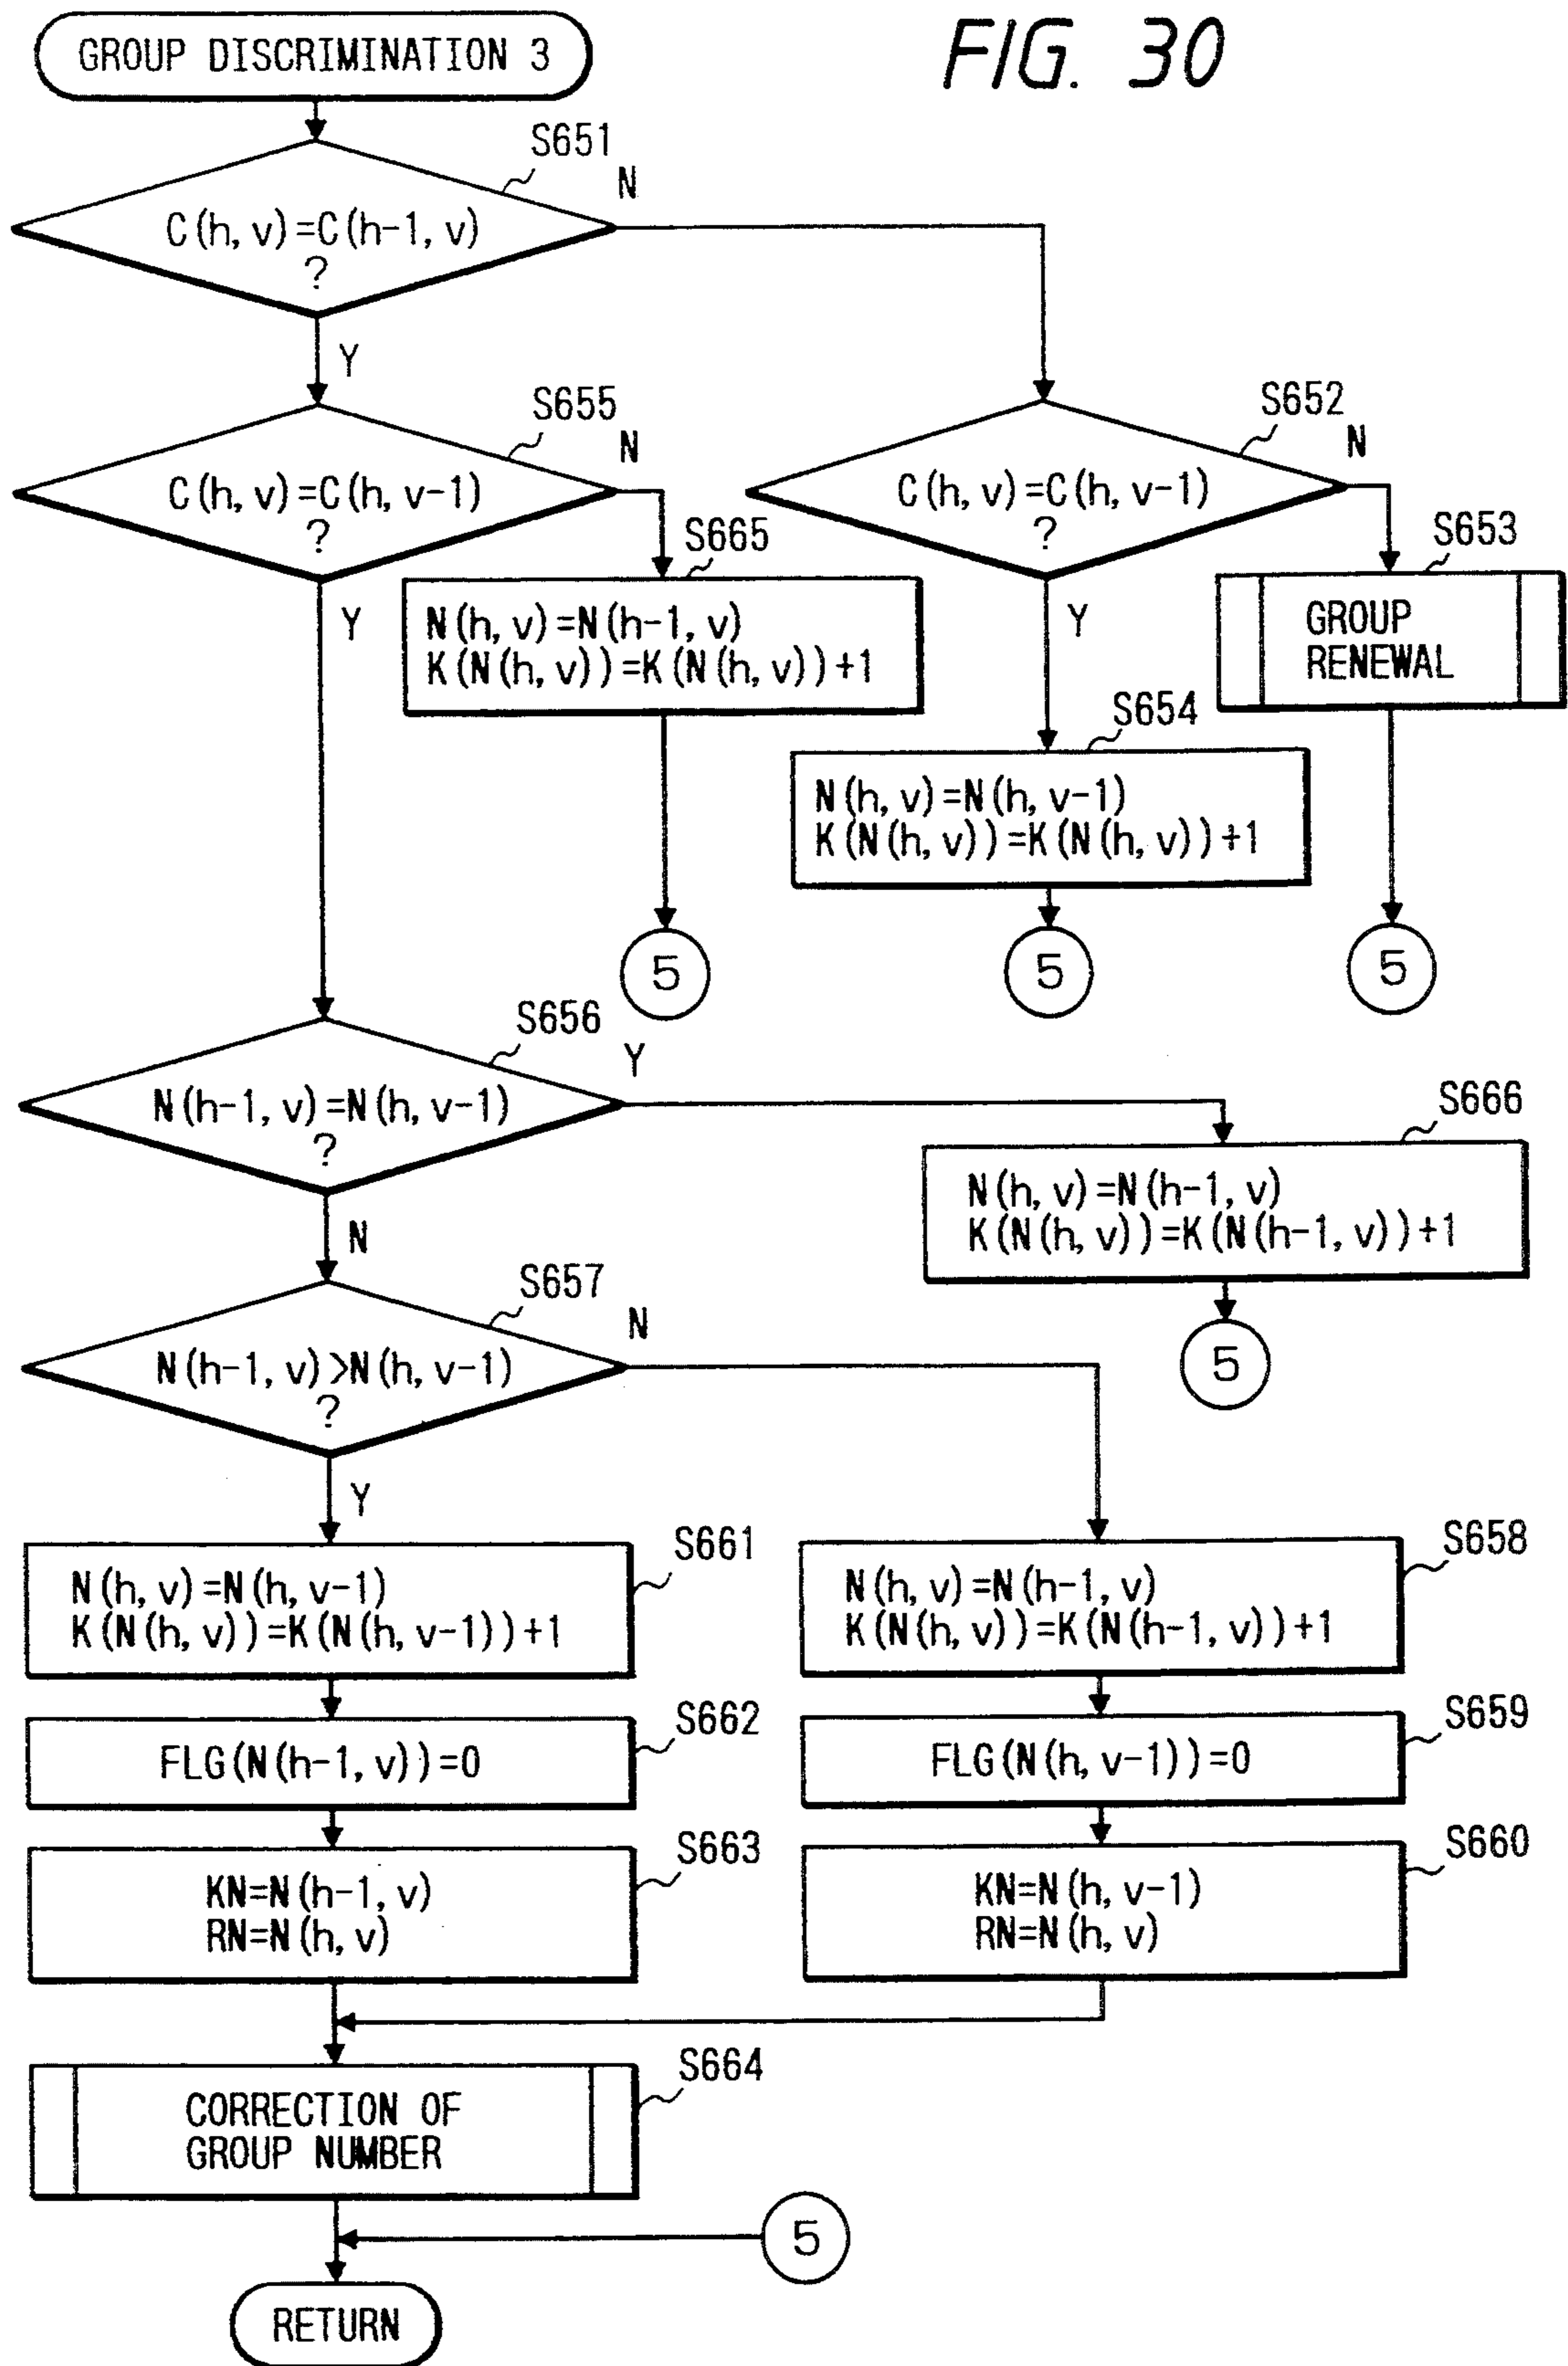 FIG. 30
GROUP DISCRIMINATION 3
S651
C(h, v)=C(h-1, v)
?
N
Y
S655
C(h, v)=C(h, v-1)
?
N
Y
S652
C(h, v)=C(h, v-1)
?
N
Y
S665
N(h, v)=N(h-1, v)
K(N(h, v))=K(N(h, v))+1
S653
GROUP
RENEWAL
S654
N(h, v)=N(h, v-1)
K(N(h, v))=K(N(h, v))+1
5
5
5
S656
N(h-1, v)=N(h, v-1)
?
Y
N
S666
N(h, v)=N(h-1, v)
K(N(h, v))=K(N(h-1, v))+1
5
S657
N(h-1, v)>N(h, v-1)
?
N
Y
S661
N(h, v)=N(h, v-1)
K(N(h, v))=K(N(h, v-1))+1
S658
N(h, v)=N(h-1, v)
K(N(h, v))=K(N(h-1, v))+1
S662
FLG(N(h-1, v))=0
S659
FLG(N(h, v-1))=0
S663
KN=N(h-1, v)
RN=N(h, v)
S660
KN=N(h, v-1)
RN=N(h, v)
S664
CORRECTION OF
GROUP NUMBER
5
RETURN